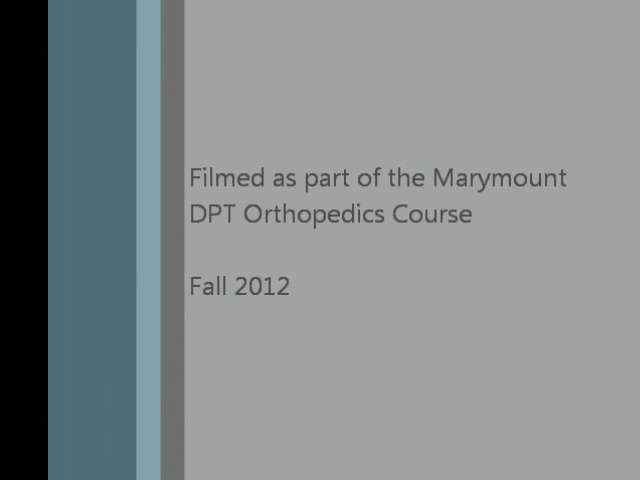 Filmed as part of the Marymount
DPT Orthopedics Course
Fall 2012